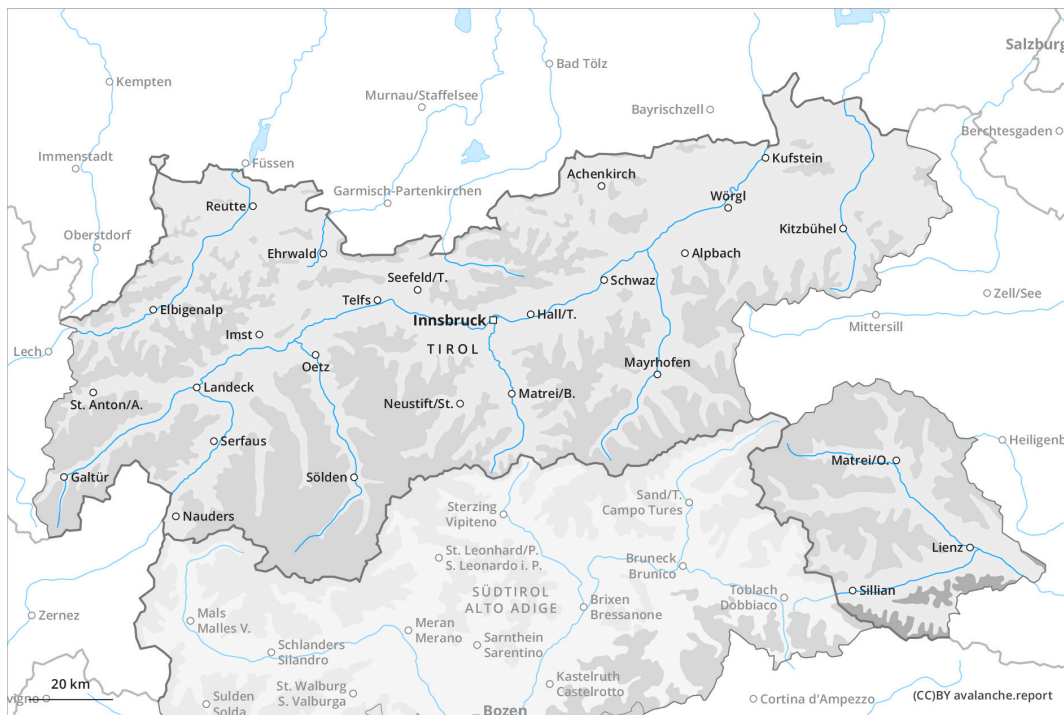 Salzburg
Bad Tölz
Kempten
Murnau/Staffelsee
Bayrischzell
Berchtesgaden
Immenstadt
Füssen
Kufstein
Achenkirch
Garmisch-Partenkirchen
Reutte
Wörgl
Kitzbühel
Oberstdorf
Ehrwald
Alpbach
Seefeld/T.
Schwaz
Zell/See
Telfs
Elbigenalp
Innsbruck
Hall/T.
Mittersill
Imst
TIROL
Lech
Oetz
Mayrhofen
Landeck
St. Anton/A.
Neustift/St.
Matrei/B.
Serfaus
Heiligenb
Matrei/O.
Galtür
Sölden
Sand/T.
Campo Tures
Sterzing
Vipiteno
Nauders
Lienz
St. Leonhard/P.
S. Leonardo i. P.
Bruneck
Brunico
SÜDTIROL
ALTO ADIGE
Sillian
Toblach
Dobbiaco
Brixen
Bressanone
Zernez
Mals
Malles V.
Meran
Merano
Sarnthein
Sarentino
Schlanders
Silandro
Kastelruth
Castelrotto
20 km
St. Walburg
S. Valburga
vigno
Sulden
Solda
Cortina d'Ampezzo
(CC)BY avalanche.report
Bozen